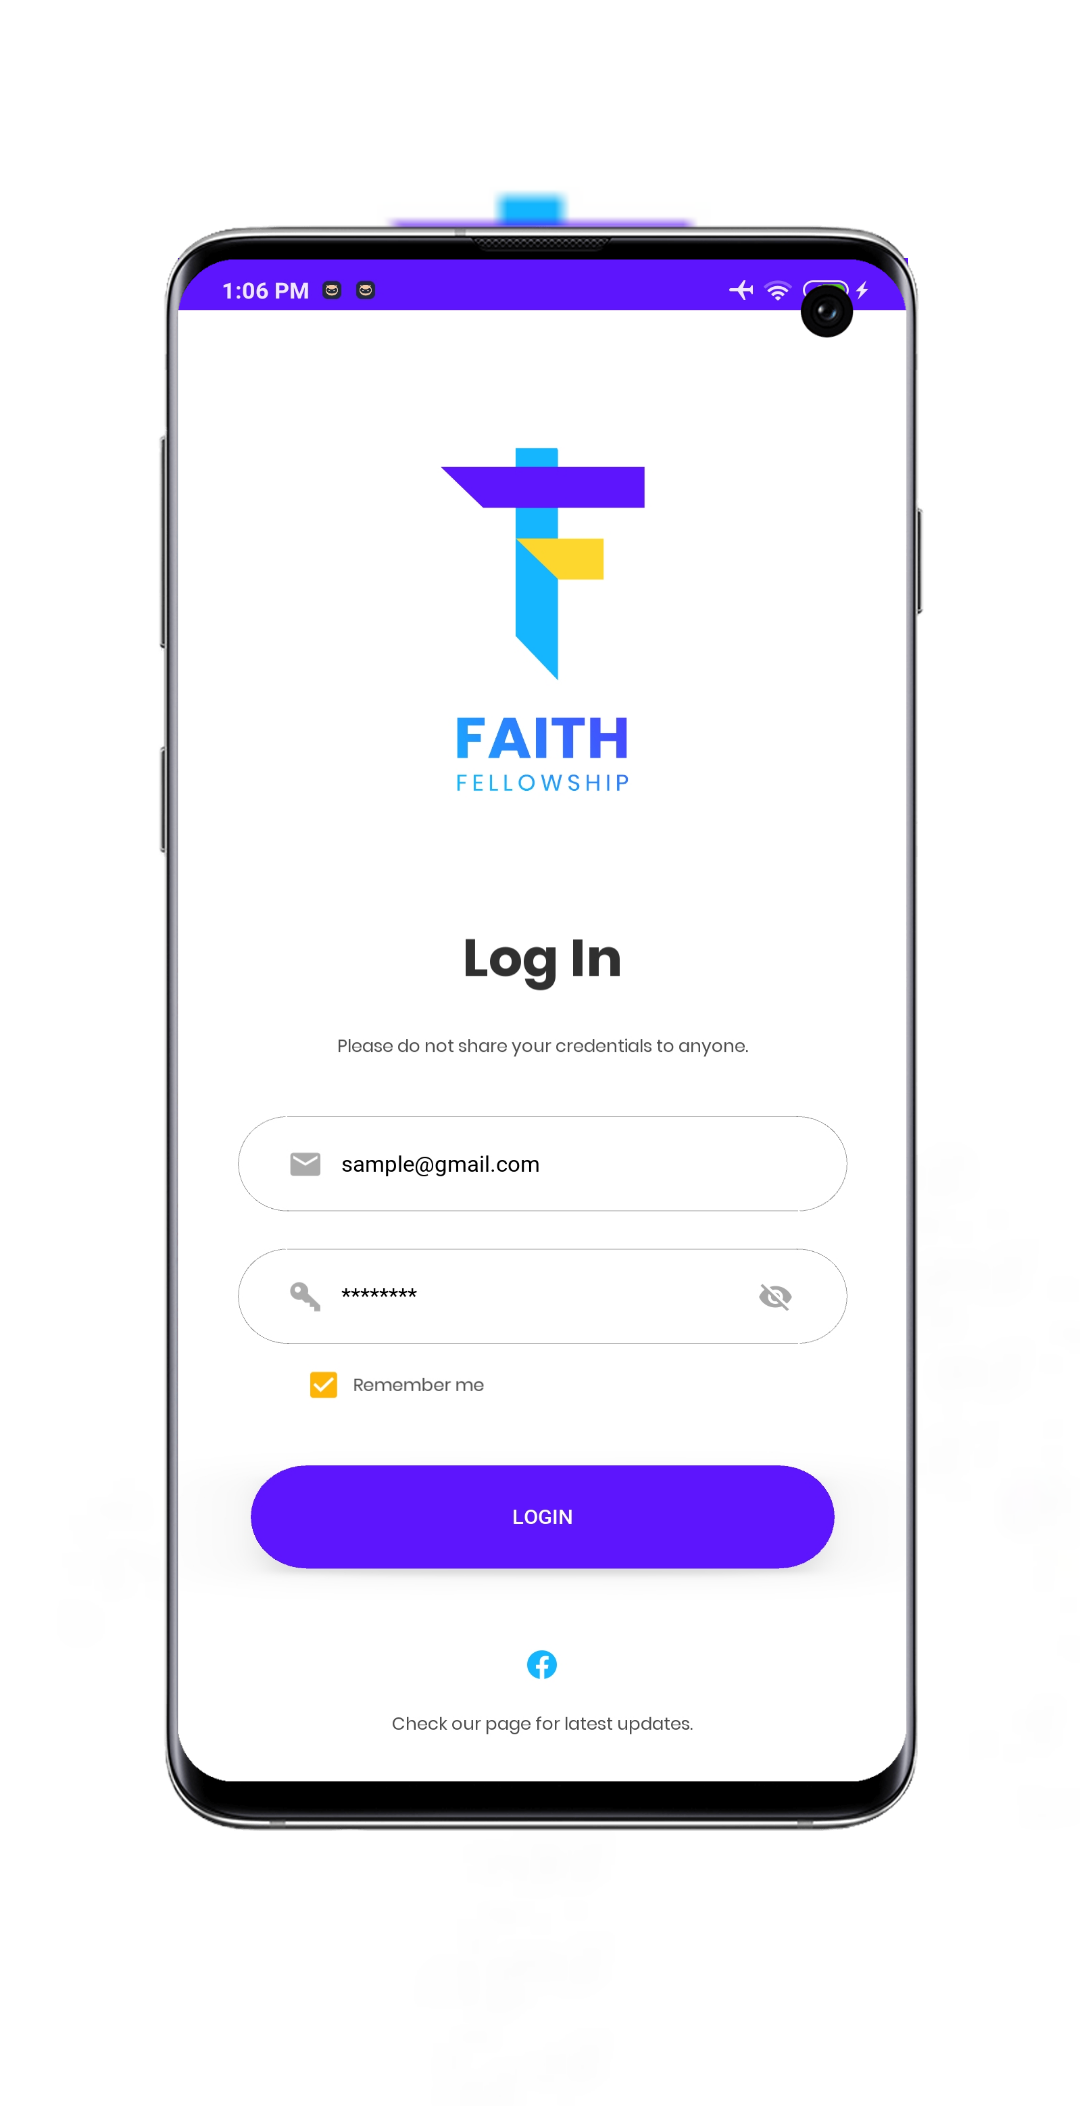 1:06 PM
FAITH
FELLOWSHIP
Log In
Please do not share your credentials to anyone.
sample@gmail.com
********
Remember me
LOGIN
Check our page for latest updates.